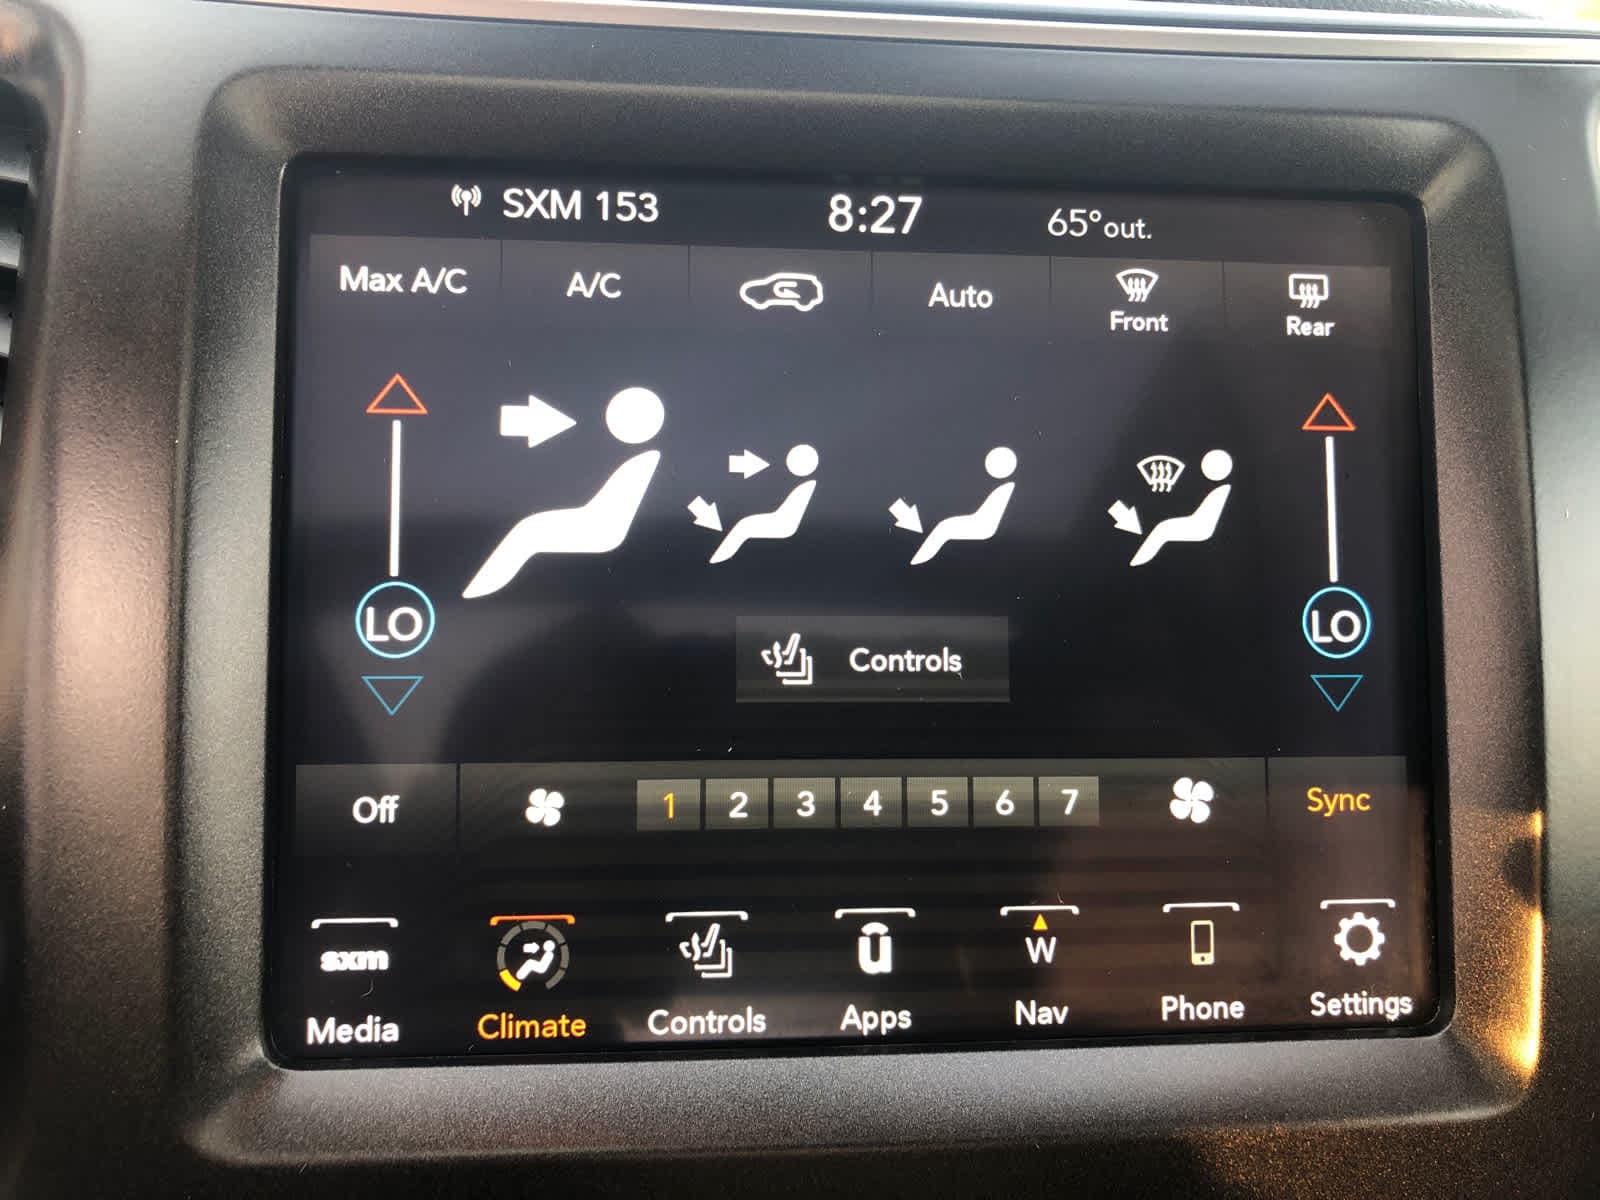 SXM 153 8:27 65° out.
Max A/C A/C Auto Front Rear
LO LO
Controls
Off 1 2 3 4 5 6 7 Sync
sxm u W
Media Climate Controls Apps Nav Phone Settings